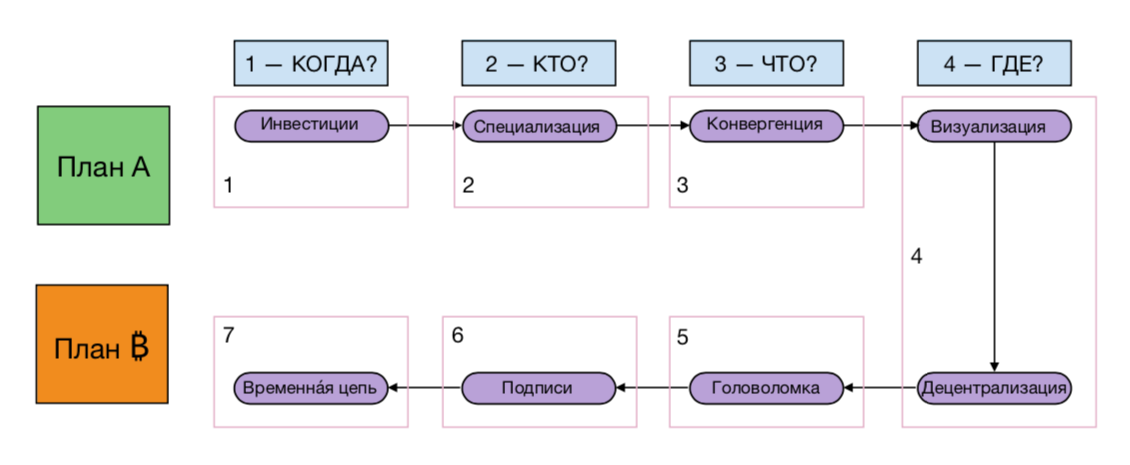 1 — КОГДА?
2 — КТО?
3 — ЧТО?
4 — ГДЕ?
План А
Инвестиции
Специализация
Конвергенция
Визуализация
1
2
3
4
План ₿
7
6
5
Временна́я цепь
Подписи
Головоломка
Децентрализация